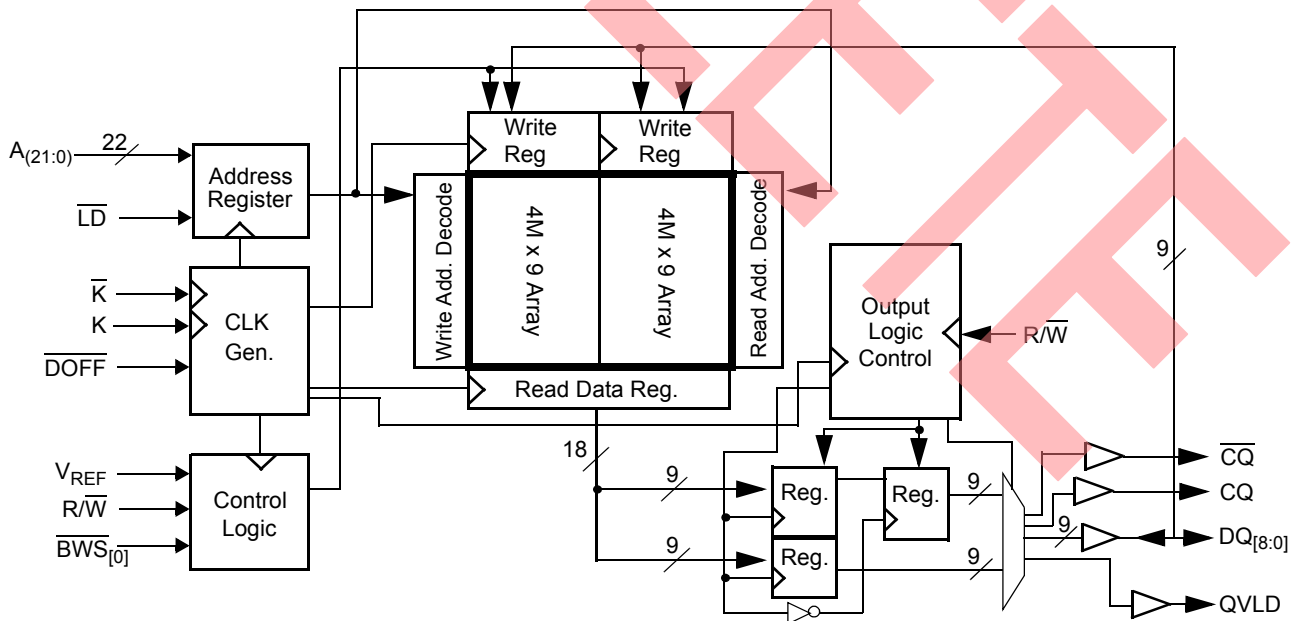 A(21:0)
22
LD
Address
Register
K
K
DOFF
CLK
Gen.
VREF
R/W
BWS[0]
Control
Logic
Write
Reg
Write
Reg
Write Add. Decode
4M x 9 Array
4M x 9 Array
Read Add. Decode
Read Data Reg.
18
9
9
Reg.
Reg.
Reg.
Output
Logic
Control
R/W
9
9
9
9
CQ
CQ
DQ[8:0]
QVLD